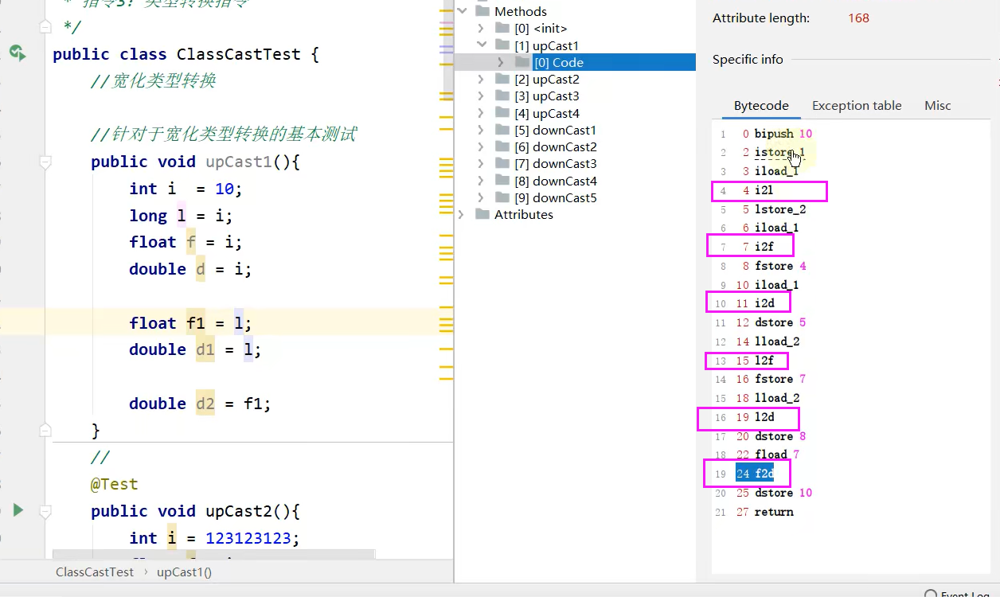 * 指令3：类型转换指令
*/
public class ClassCastTest {
//宽化类型转换
//针对于宽化类型转换的基本测试
public void upCast1(){
int i = 10;
long l = i;
float f = i;
double d = i;
float f1 = l;
double d1 = l;
double d2 = f1;
}
//
@Test
public void upCast2(){
int i = 123123123;
ClassCastTest › upCast1()
Methods
[0] <init>
[1] upCast1
[0] Code
[2] upCast2
[3] upCast3
[4] upCast4
[5] downCast1
[6] downCast2
[7] downCast3
[8] downCast4
[9] downCast5
Attributes
Attribute length: 168
Specific info
Bytecode Exception table Misc
1 0 bipush 10
2 2 istore_1
3 3 iload_1
4 4 i2l
5 5 lstore_2
6 6 iload_1
7 7 i2f
8 8 fstore 4
9 10 iload_1
10 11 i2d
11 12 dstore 5
12 14 lload_2
13 15 l2f
14 16 fstore 7
15 18 lload_2
16 19 l2d
17 20 dstore 8
18 22 fload 7
19 24 f2d
20 25 dstore 10
21 27 return
Event Log